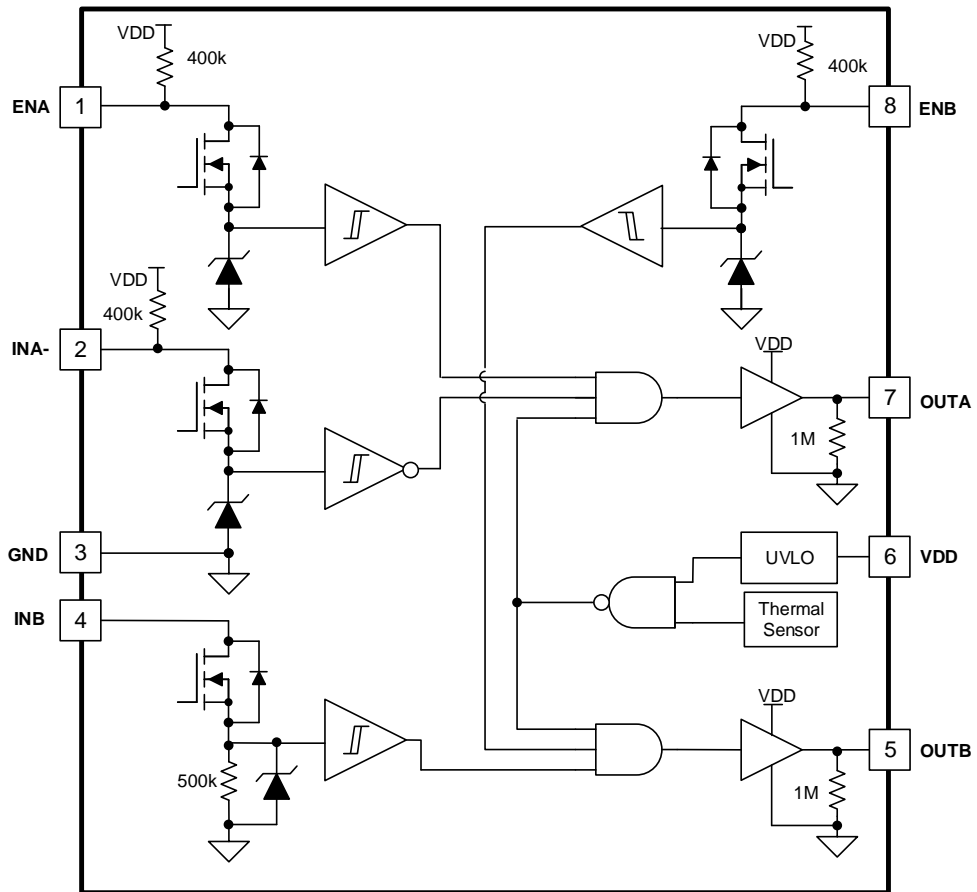 VDD
400k
ENA
1
VDD
400k
8
ENB
VDD
400k
INA-
2
VDD
7
OUTA
1M
GND
3
UVLO
6
VDD
INB
4
Thermal
Sensor
VDD
500k
5
OUTB
1M